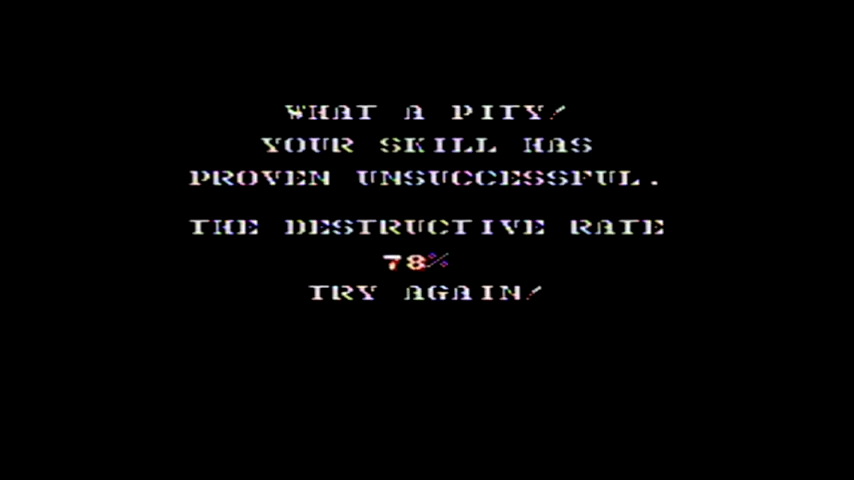 WHAT A PITY!
YOUR SKILL HAS
PROVEN UNSUCCESSFUL.
THE DESTRUCTIVE RATE
78%
TRY AGAIN!